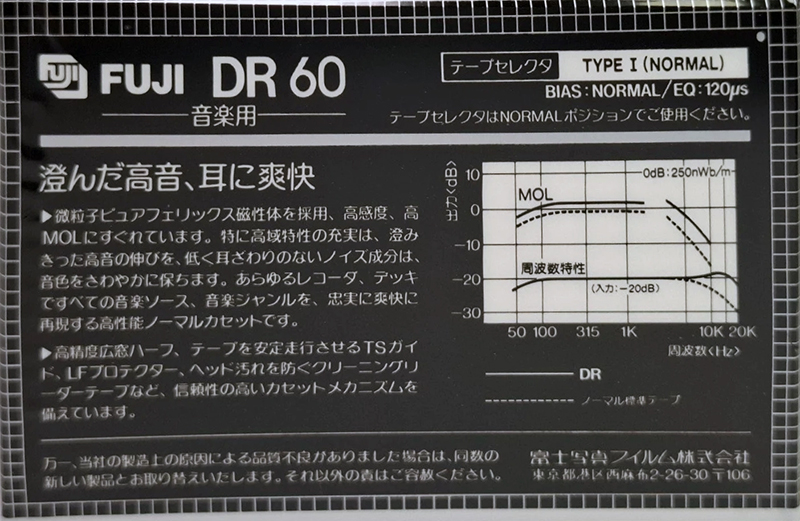 FUJI
FUJI DR 60
音楽用
テープセレクタ TYPE I (NORMAL)
BIAS:NORMAL/EQ:120μs
テープセレクタはNORMALポジションでご使用ください。
澄んだ高音、耳に爽快
▶微粒子ピュアフェリックス磁性体を採用、高感度、高
MOLにすぐれています。特に高域特性の充実は、澄み
きった高音の伸びを、低く耳ざわりのないノイズ成分は、
音色をさわやかに保ちます。あらゆるレコーダ、デッキ
ですべての音楽ソース、音楽ジャンルを、忠実に爽快に
再現する高性能ノーマルカセットです。
▶高精度広窓ハーフ、テープを安定走行させるTSガイ
ド、LFプロテクター、ヘッド汚れを防ぐクリーニングリ
ーダーテープなど、信頼性の高いカセットメカニズムを
備えています。
出力<dB>
10
0
-10
-20
-30
0dB:250nWb/m
MOL
周波数特性
(入力:-20dB)
50 100 315 1K 10K 20K
周波数<Hz>
DR
ノーマル標準テープ
万一、当社の製造上の原因による品質不良がありました場合は、同数の
新しい製品とお取り替えいたします。それ以外の責はご容赦ください。
富士写真フイルム株式会社
東京都港区西麻布2-26-30 〒106